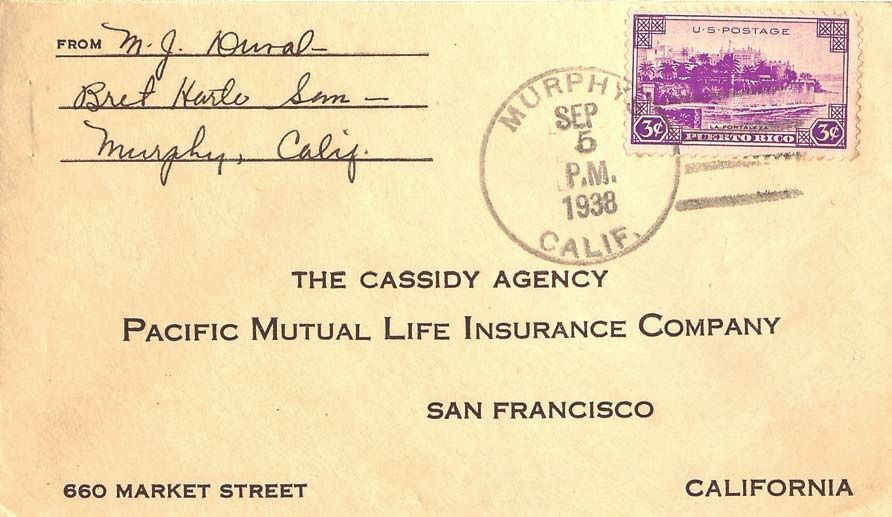 FROM M. J. Duval
Bret Harte San
Murphy, Calif.
MURPHYS
SEP
5
P.M.
1938
CALIF.
U·S·POSTAGE
3¢ LA FORTALEZA 3¢
PUERTO RICO
THE CASSIDY AGENCY
PACIFIC MUTUAL LIFE INSURANCE COMPANY
SAN FRANCISCO
660 MARKET STREET
CALIFORNIA